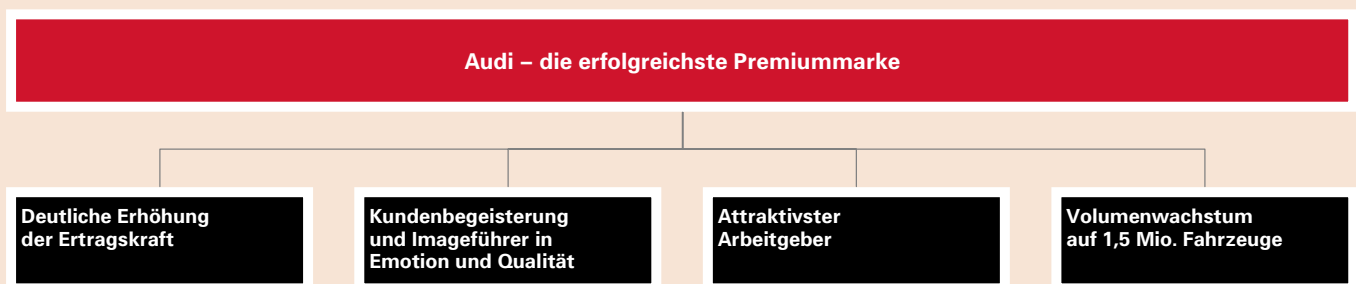 Audi – die erfolgreichste Premiummarke
Deutliche Erhöhung
der Ertragskraft
Kundenbegeisterung
und Imageführer in
Emotion und Qualität
Attraktivster
Arbeitgeber
Volumenwachstum
auf 1,5 Mio. Fahrzeuge